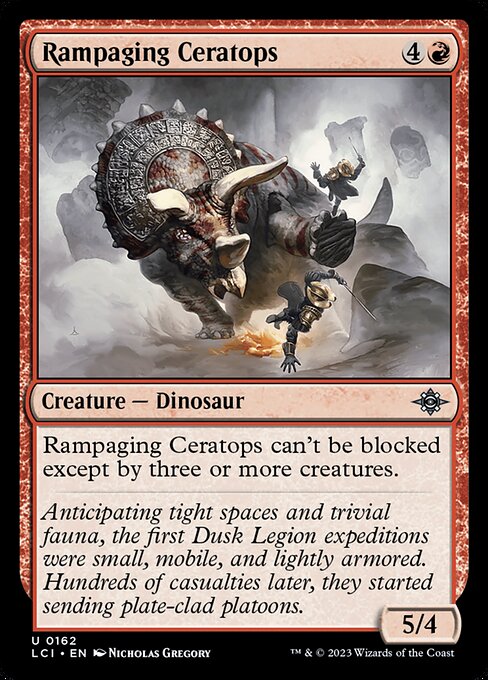 Rampaging Ceratops 4
Creature — Dinosaur
Rampaging Ceratops can't be blocked
except by three or more creatures.
Anticipating tight spaces and trivial
fauna, the first Dusk Legion expeditions
were small, mobile, and lightly armored.
Hundreds of casualties later, they started
sending plate-clad platoons.
5/4
U 0162
LCI • EN Nicholas Gregory
™ & © 2023 Wizards of the Coast